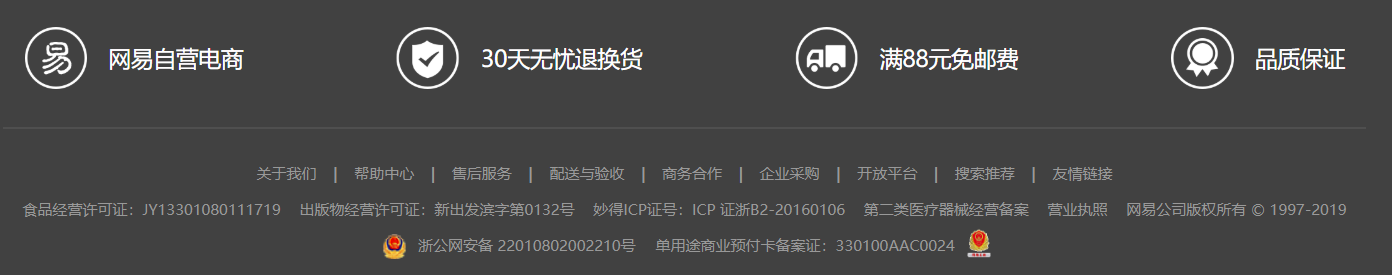 易 网易自营电商 30天无忧退换货 满88元免邮费 品质保证
关于我们 | 帮助中心 | 售后服务 | 配送与验收 | 商务合作 | 企业采购 | 开放平台 | 搜索推荐 | 友情链接
食品经营许可证：JY13301080111719 出版物经营许可证：新出发滨字第0132号 妙得ICP证号：ICP 证浙B2-20160106 第二类医疗器械经营备案 营业执照 网易公司版权所有 © 1997-2019
浙公网安备 22010802002210号 单用途商业预付卡备案证：330100AAC0024